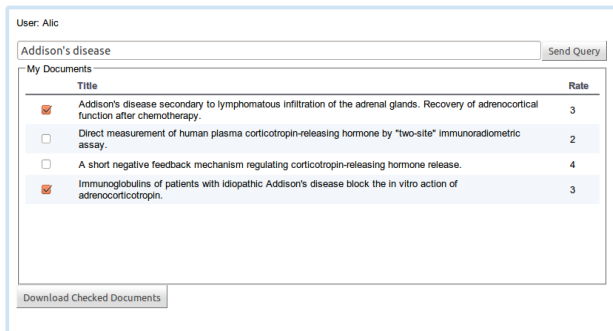 User: Alic
Addison's disease
Send Query
My Documents
Title Rate
Addison's disease secondary to lymphomatous infiltration of the adrenal glands. Recovery of adrenocortical 3
function after chemotherapy.
Direct measurement of human plasma corticotropin-releasing hormone by "two-site" immunoradiometric 2
assay.
A short negative feedback mechanism regulating corticotropin-releasing hormone release. 4
Immunoglobulins of patients with idiopathic Addison's disease block the in vitro action of 3
adrenocorticotropin.
Download Checked Documents